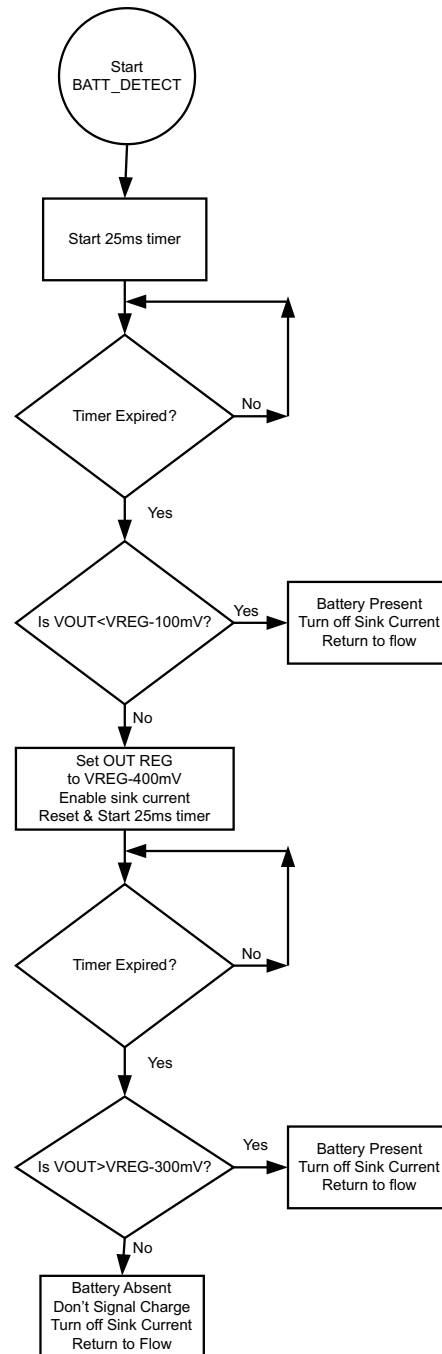 Start
BATT_DETECT
Start 25ms timer
Timer Expired?
No
Yes
Is VOUT<VREG-100mV?
Yes
Battery Present
Turn off Sink Current
Return to flow
No
Set OUT REG
to VREG-400mV
Enable sink current
Reset & Start 25ms timer
Timer Expired?
No
Yes
Is VOUT>VREG-300mV?
Yes
Battery Present
Turn off Sink Current
Return to flow
No
Battery Absent
Don't Signal Charge
Turn off Sink Current
Return to Flow